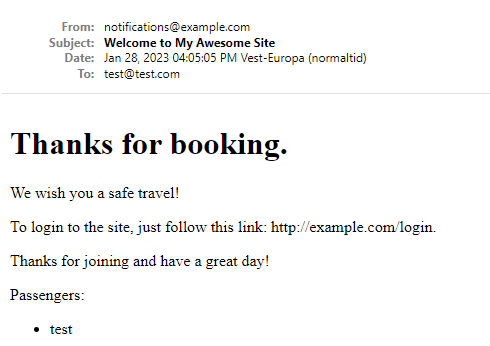 From: notifications@example.com
Subject: Welcome to My Awesome Site
Date: Jan 28, 2023 04:05:05 PM Vest-Europa (normaltid)
To: test@test.com
Thanks for booking.
We wish you a safe travel!
To login to the site, just follow this link: http://example.com/login.
Thanks for joining and have a great day!
Passengers:
• test